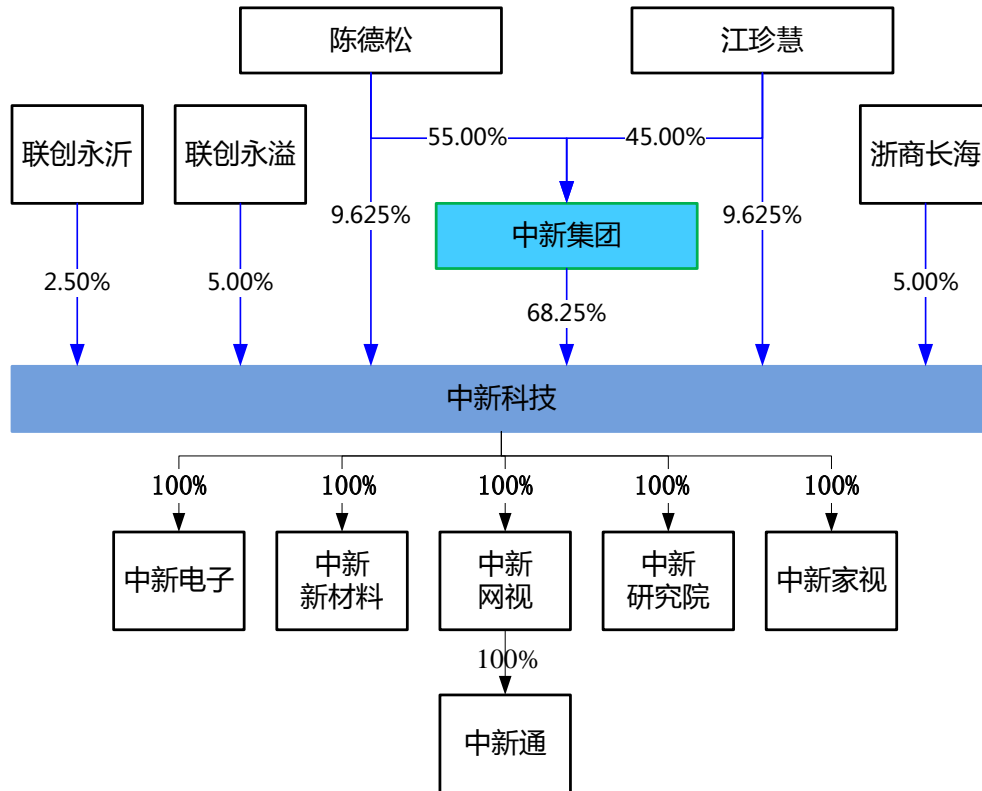 陈德松
江珍慧
联创永沂
联创永溢
55.00%
45.00%
浙商长海
9.625%
中新集团
9.625%
2.50%
5.00%
68.25%
5.00%
中新科技
100%
100%
100%
100%
100%
中新电子
中新
新材料
中新
网视
中新
研究院
中新家视
100%
中新通